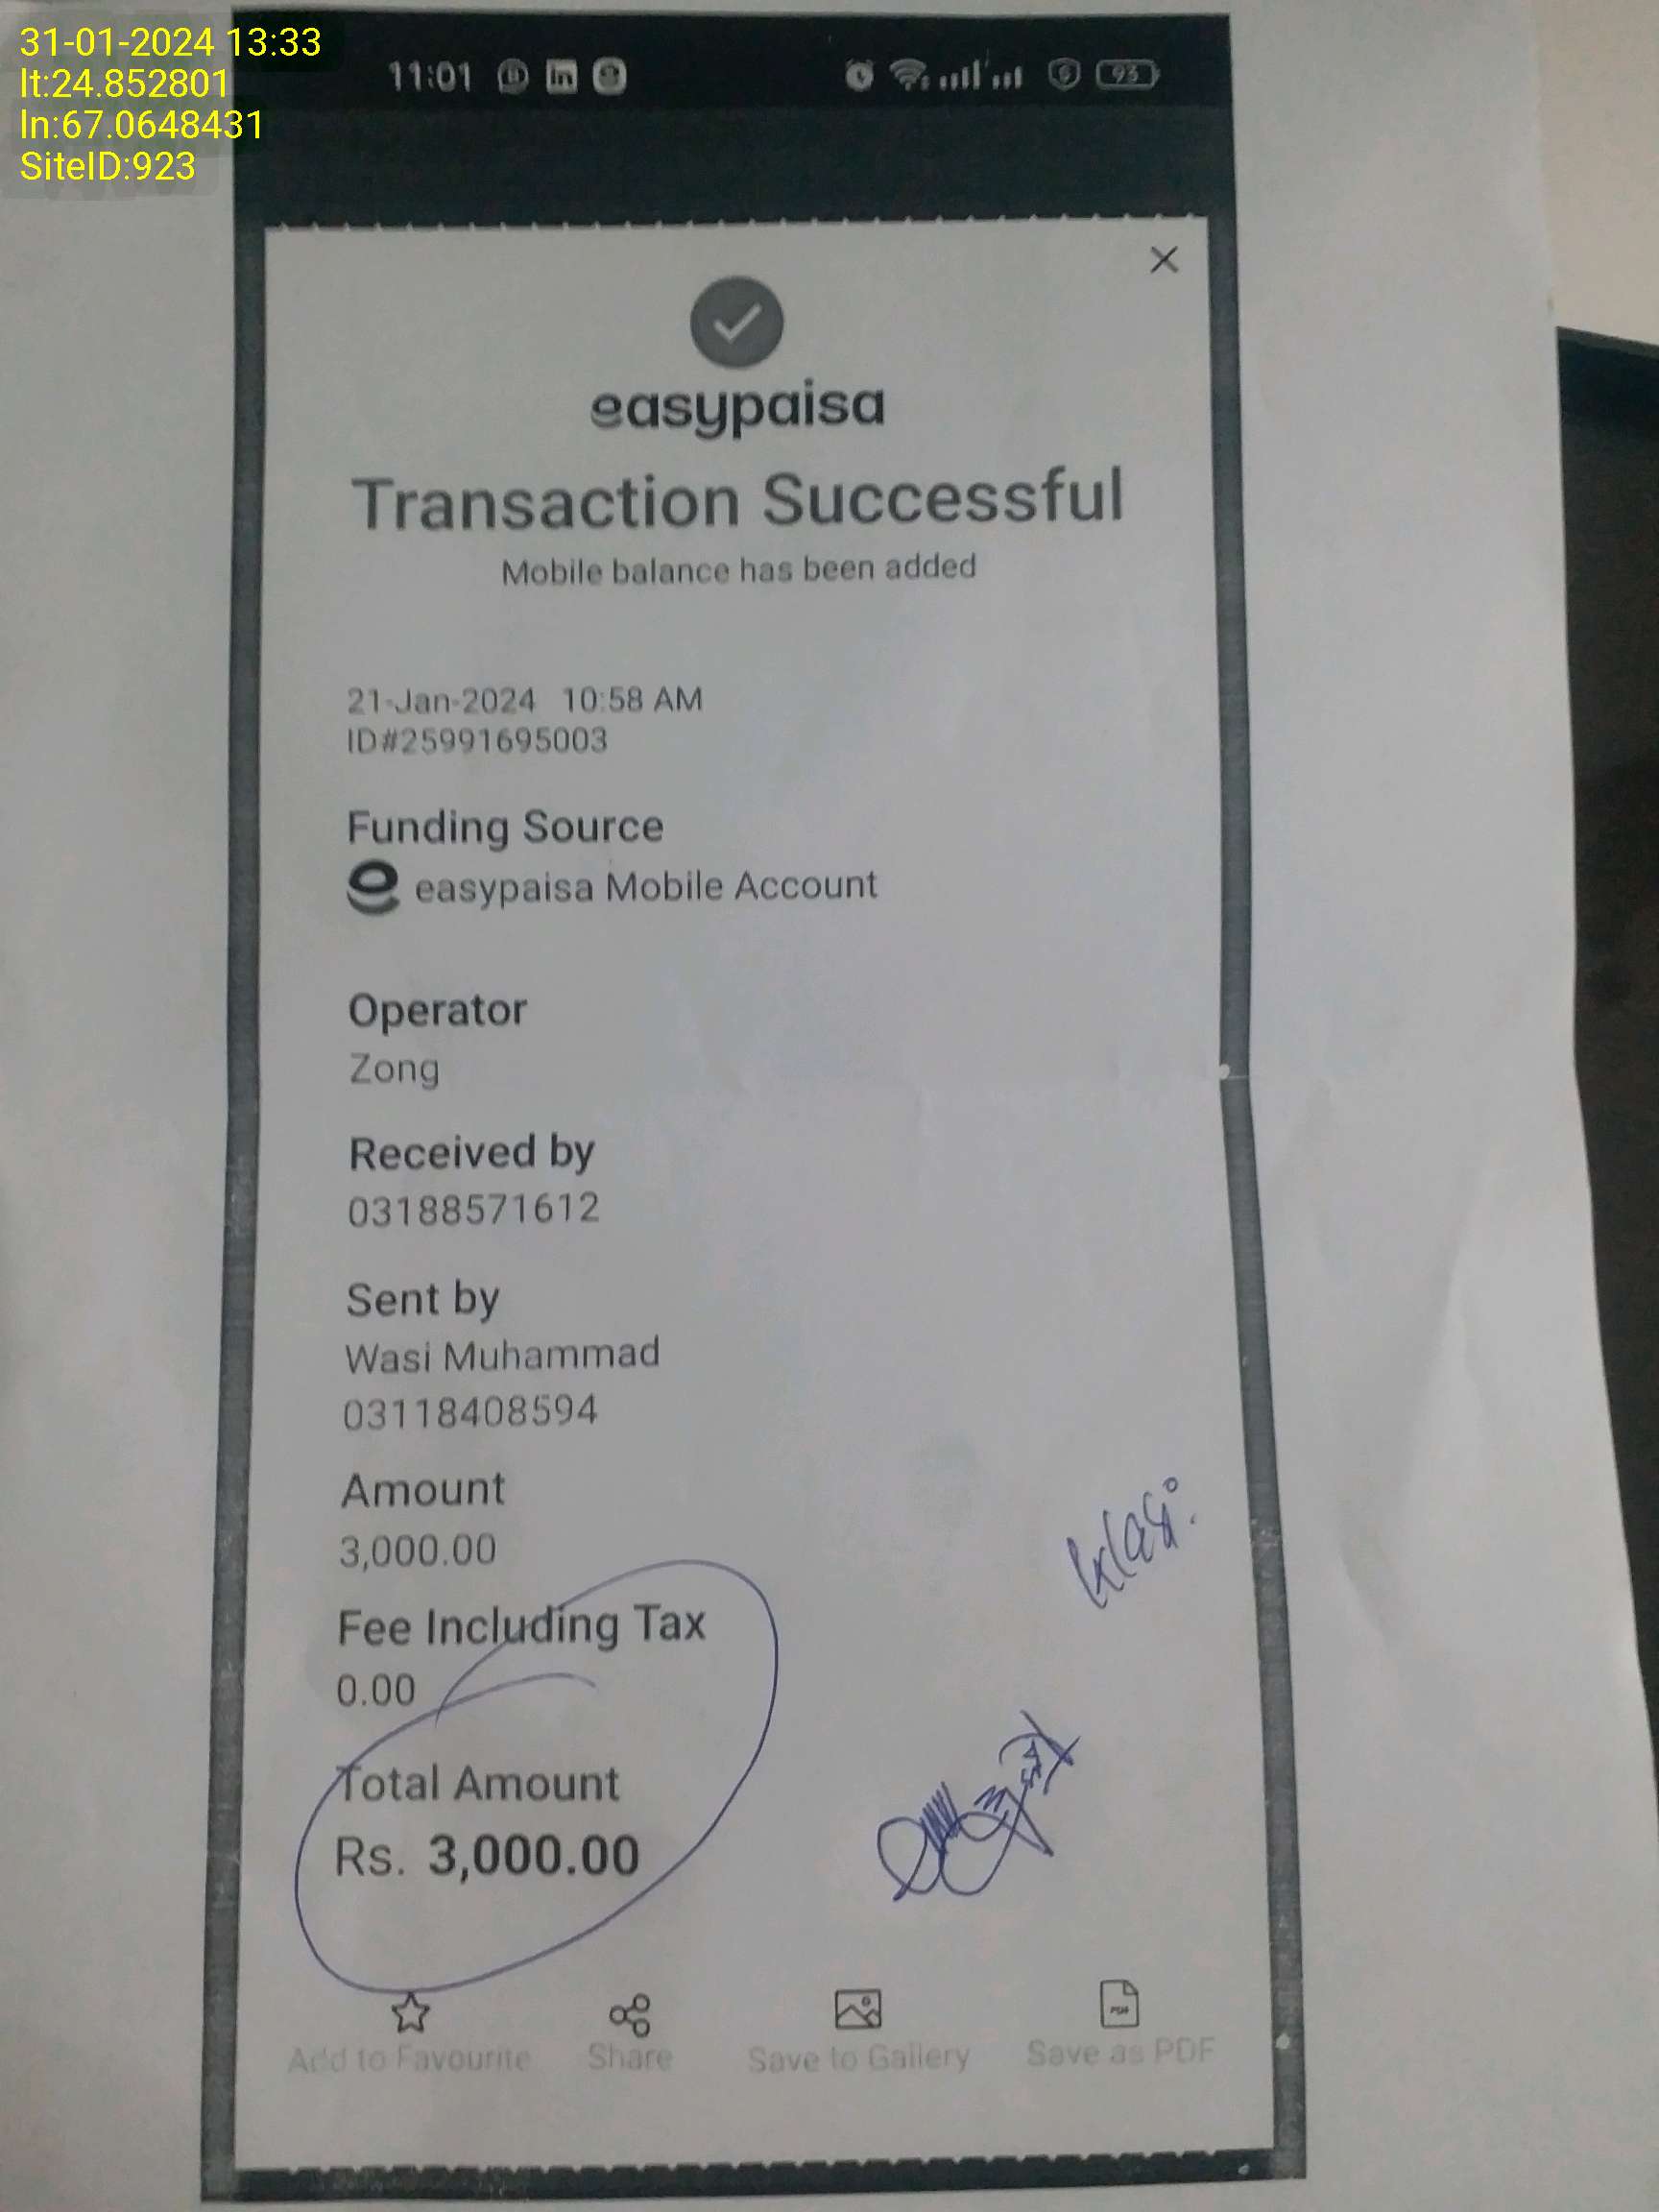 31-01-2024 13:33
lt:24.852801
ln:67.0648431
SiteID:923
11:01
93
easypaisa
Transaction Successful
Mobile balance has been added
21-Jan-2024 10:58 AM
ID#25991695003
Funding Source
easypaisa Mobile Account
Operator
Zong
Received by
03188571612
Sent by
Wasi Muhammad
03118408594
Amount
3,000.00
Fee Including Tax
0.00
Total Amount
Rs. 3,000.00
Add to Favourite
Share
Save to Gallery
PDF
Save as PDF